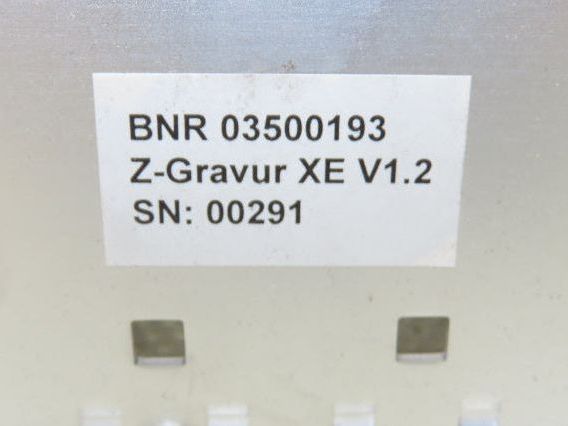 BNR 03500193
Z-Gravur XE V1.2
SN: 00291